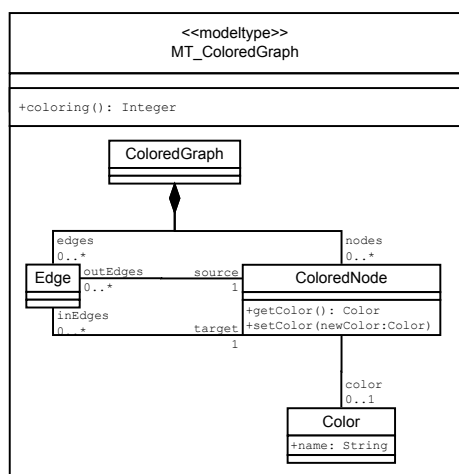 <<modeltype>>
MT_ColoredGraph
+coloring(): Integer
ColoredGraph
edges
0..*
nodes
0..*
Edge
outEdges
0..*
source
1
ColoredNode
+getColor(): Color
+setColor(newColor:Color)
inEdges
0..*
target
1
color
0..1
Color
+name: String